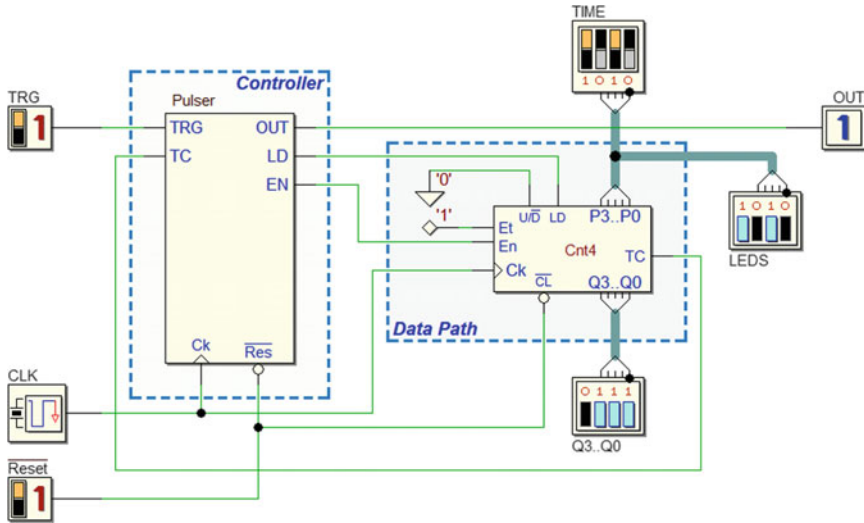 TIME
1 0 1 0
Controller
TRG
1
Pulser
TRG OUT
TC LD
EN
Ck
Res
OUT
1
Data Path
'0'
'1'
U/D LD P3..P0
Et
En
Ck
Cnt4
TC
CL
Q3..Q0
1 0 1 0
LEDS
CLK
0 1 1 1
Q3..Q0
Reset
1